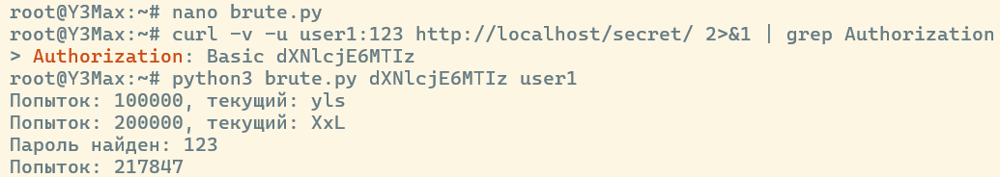 root@Y3Max:~# nano brute.py
root@Y3Max:~# curl -v -u user1:123 http://localhost/secret/ 2>&1 | grep Authorization
> Authorization: Basic dXNlcjE6MTIz
root@Y3Max:~# python3 brute.py dXNlcjE6MTIz user1
Попыток: 100000, текущий: yls
Попыток: 200000, текущий: XxL
Пароль найден: 123
Попыток: 217847